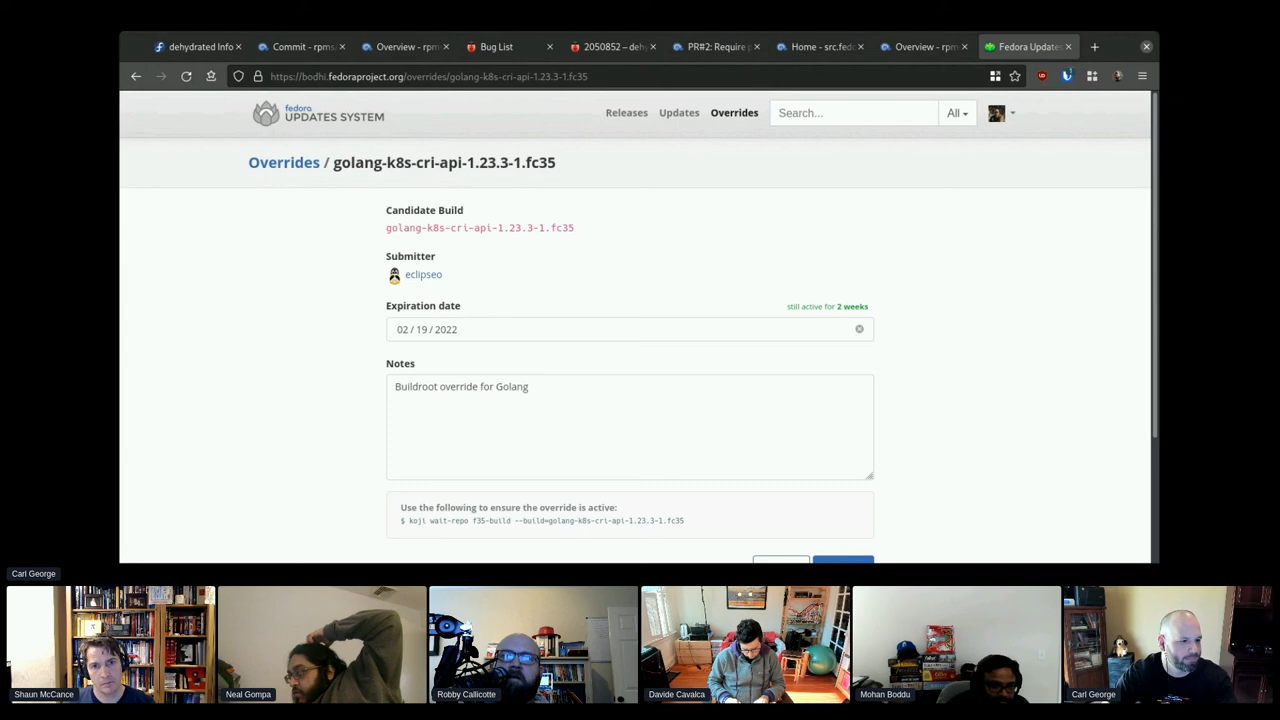 dehydrated Info
Commit - rpms/
Overview - rpm
Bug List
2050852 – deh
PR#2: Require p
Home - src.fedo
Overview - rpm
Fedora Updates
https://bodhi.fedoraproject.org/overrides/golang-k8s-cri-api-1.23.3-1.fc35
fedora
UPDATES SYSTEM
Releases
Updates
Overrides
Search...
All
Overrides / golang-k8s-cri-api-1.23.3-1.fc35
Candidate Build
golang-k8s-cri-api-1.23.3-1.fc35
Submitter
eclipseo
Expiration date
still active for 2 weeks
02 / 19 / 2022
Notes
Buildroot override for Golang
Use the following to ensure the override is active:
$ koji wait-repo f35-build --build=golang-k8s-cri-api-1.23.3-1.fc35
Carl George
Shaun McCance
Neal Gompa
Robby Callicotte
Davide Cavalca
Mohan Boddu
Carl George